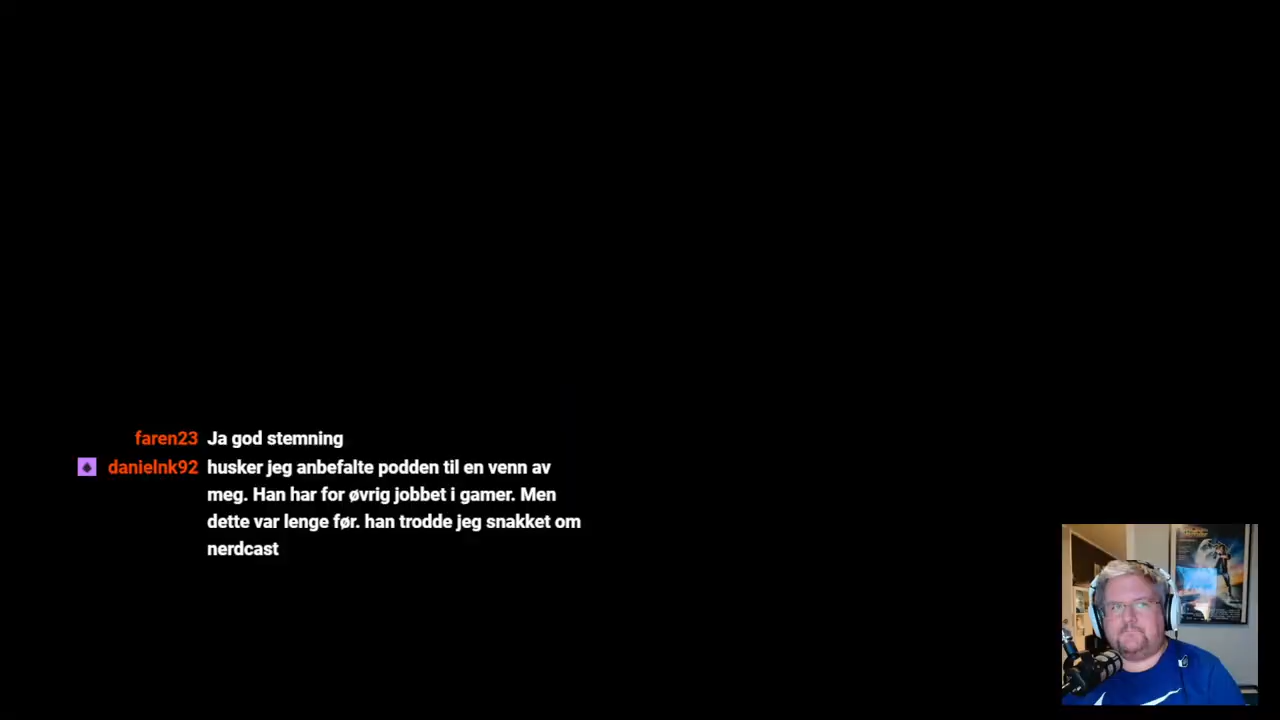 faren23 Ja god stemning
danielnk92 husker jeg anbefalte podden til en venn av
meg. Han har for øvrig jobbet i gamer. Men
dette var lenge før. han trodde jeg snakket om
nerdcast